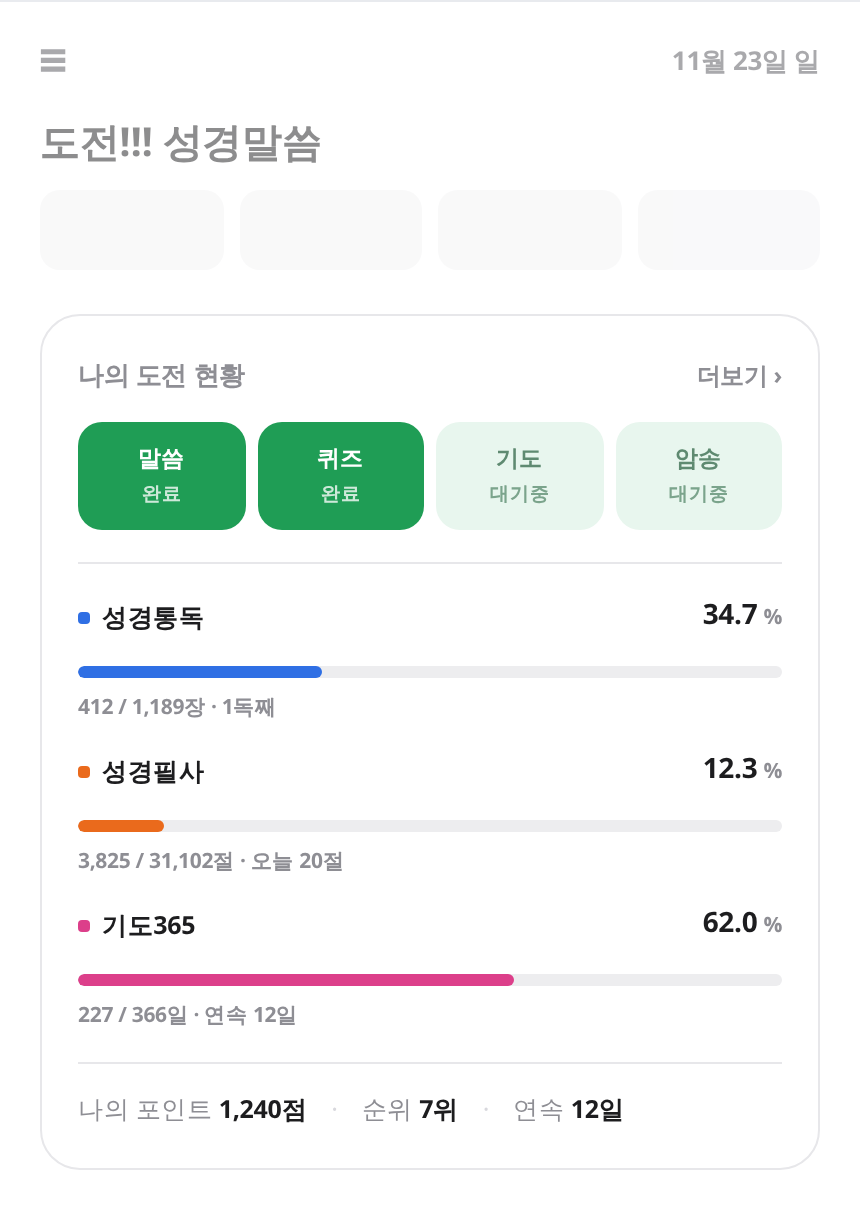 ☰ 11월 23일 일
도전!!! 성경말씀
나의 도전 현황 더보기 ›
말씀 퀴즈 기도 암송
완료 완료 대기중 대기중
성경통독 34.7 %
412 / 1,189장 · 1독째
성경필사 12.3 %
3,825 / 31,102절 · 오늘 20절
기도365 62.0 %
227 / 366일 · 연속 12일
나의 포인트 1,240점 · 순위 7위 · 연속 12일